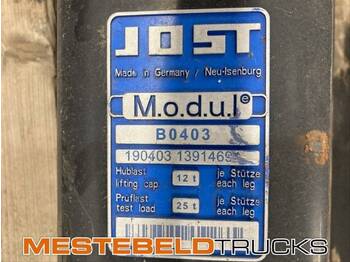 JOST
Made in Germany / Neu-Isenburg
M.o.d.u.l e
B0403
190403 1391469
Hublast je Stütze
lifting cap. 12 t each leg
Prüflast je Stütze
test load 25 t each leg
MESTEBELDTRUCKS